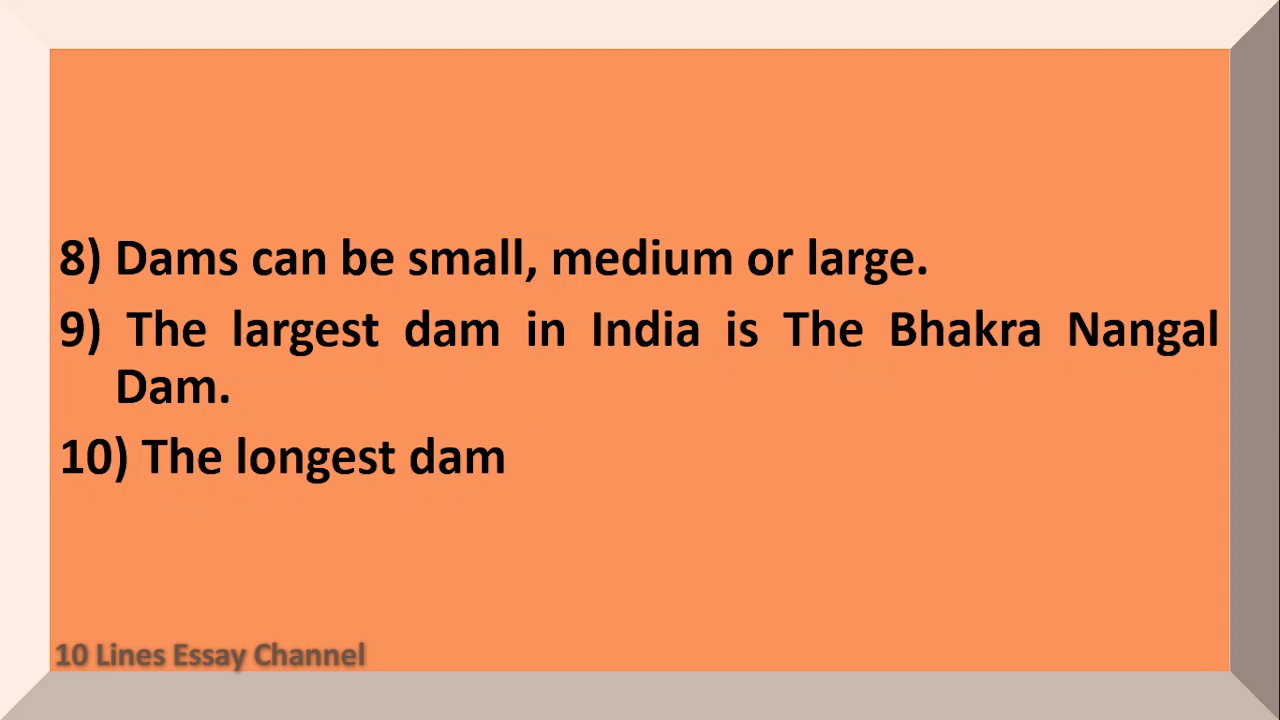 8) Dams can be small, medium or large.
9) The largest dam in India is The Bhakra Nangal
Dam.
10) The longest dam
10 Lines Essay Channel